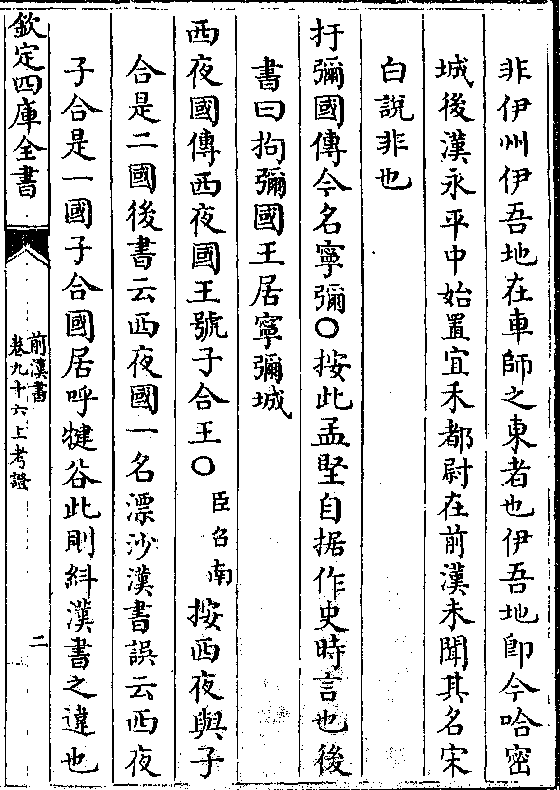 非伊州伊吾地在車師之東者也伊吾地卽今哈密
城後漢永平中始置宜禾都尉在前漢未聞其名宋
白說非也
扜彌國傳今名寧彌○按此孟堅自据作史時言也後
書曰拘彌國王居寧彌城
西夜國傳西夜國王號子合王○臣召南按西夜與子
合是二國後書云西夜國一名漂沙漢書誤云西夜
子合是一國子合國居呼犍谷此則糾漢書之違也
欽定四庫全書
前漢書
卷九十六上考證
二